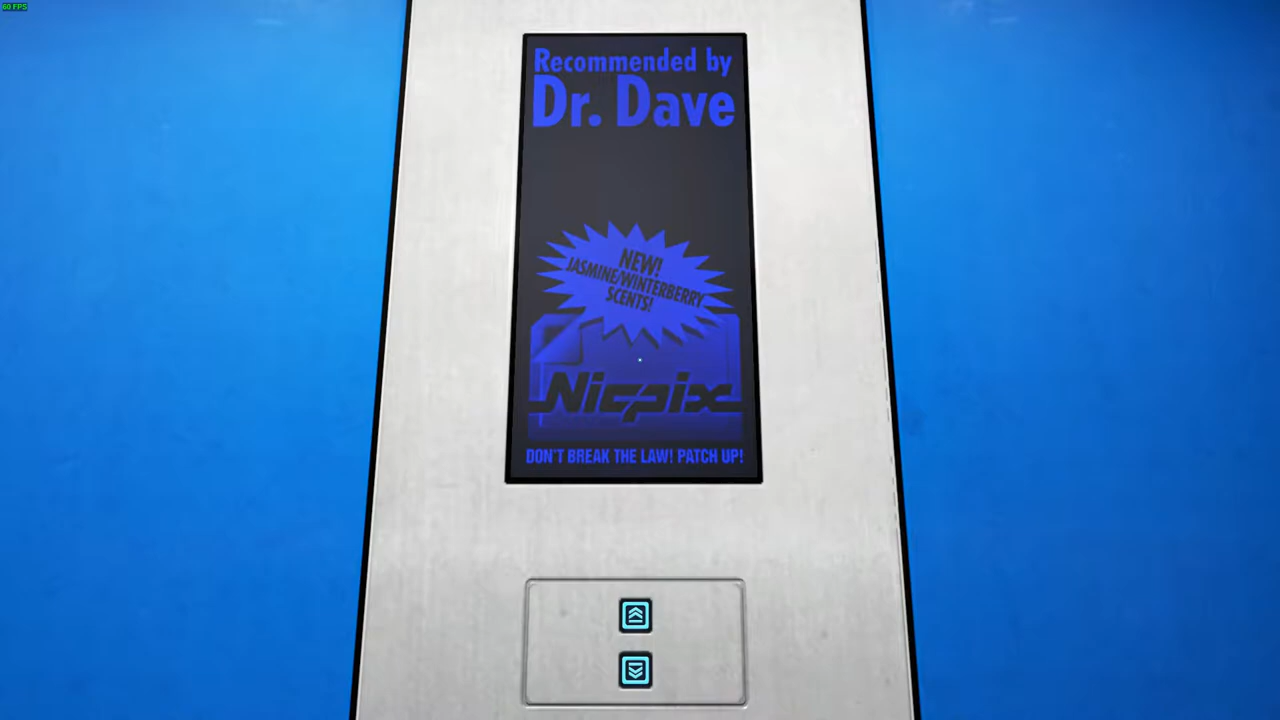 60 FPS
Recommended by
Dr. Dave
NEW!
JASMINE/WINTERBERRY
SCENTS!
Nicpix
DON'T BREAK THE LAW! PATCH UP!